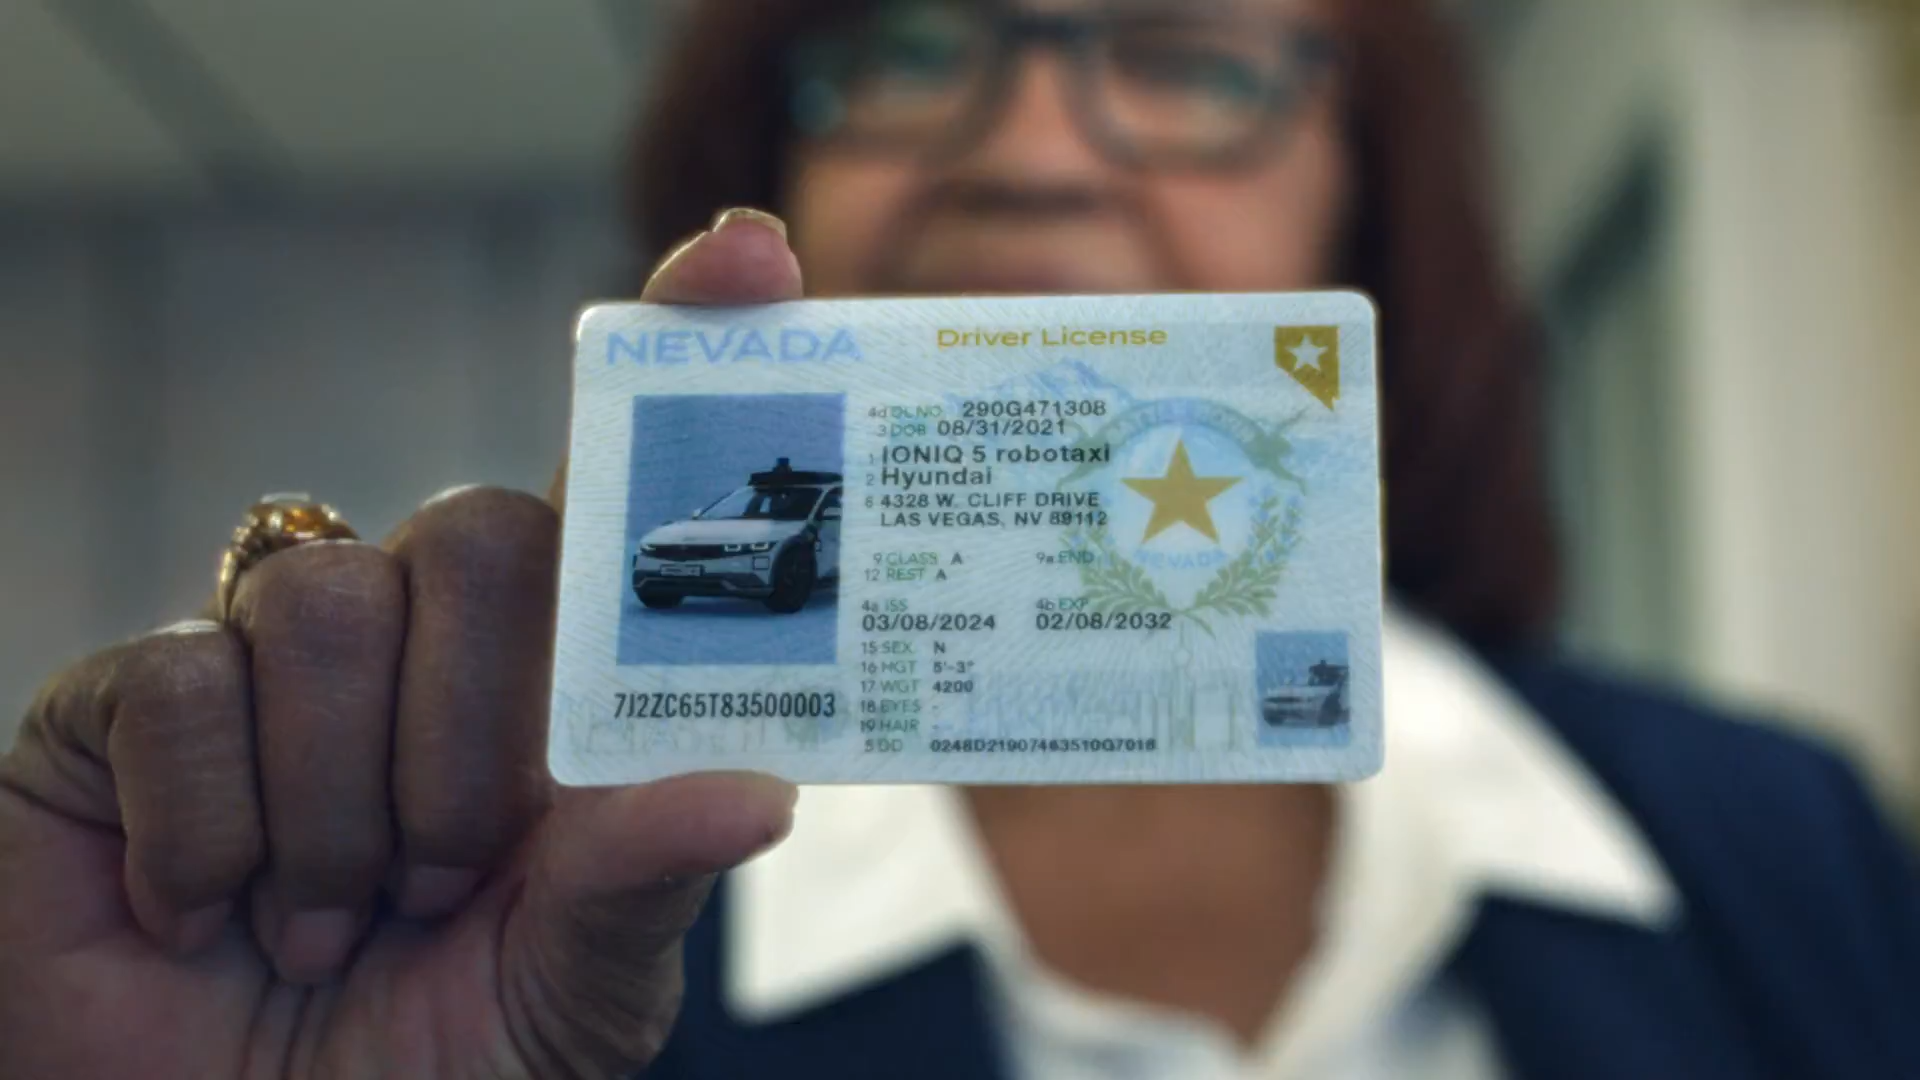 NEVADA
Driver License
4d DL NO. 290G471308
3 DOB 08/31/2021
1 IONIQ 5 robotaxi
2 Hyundai
6 4328 W. CLIFF DRIVE
LAS VEGAS, NV 89112
9 CLASS A 9a END
12 REST A
4a ISS 4b EXP
03/08/2024 02/08/2032
15 SEX N
16 HGT 5'-3"
17 WGT 4200
18 EYES -
19 HAIR -
5 DD 0248D21907463510G7018
7J2ZC65T83500003
NEVADA